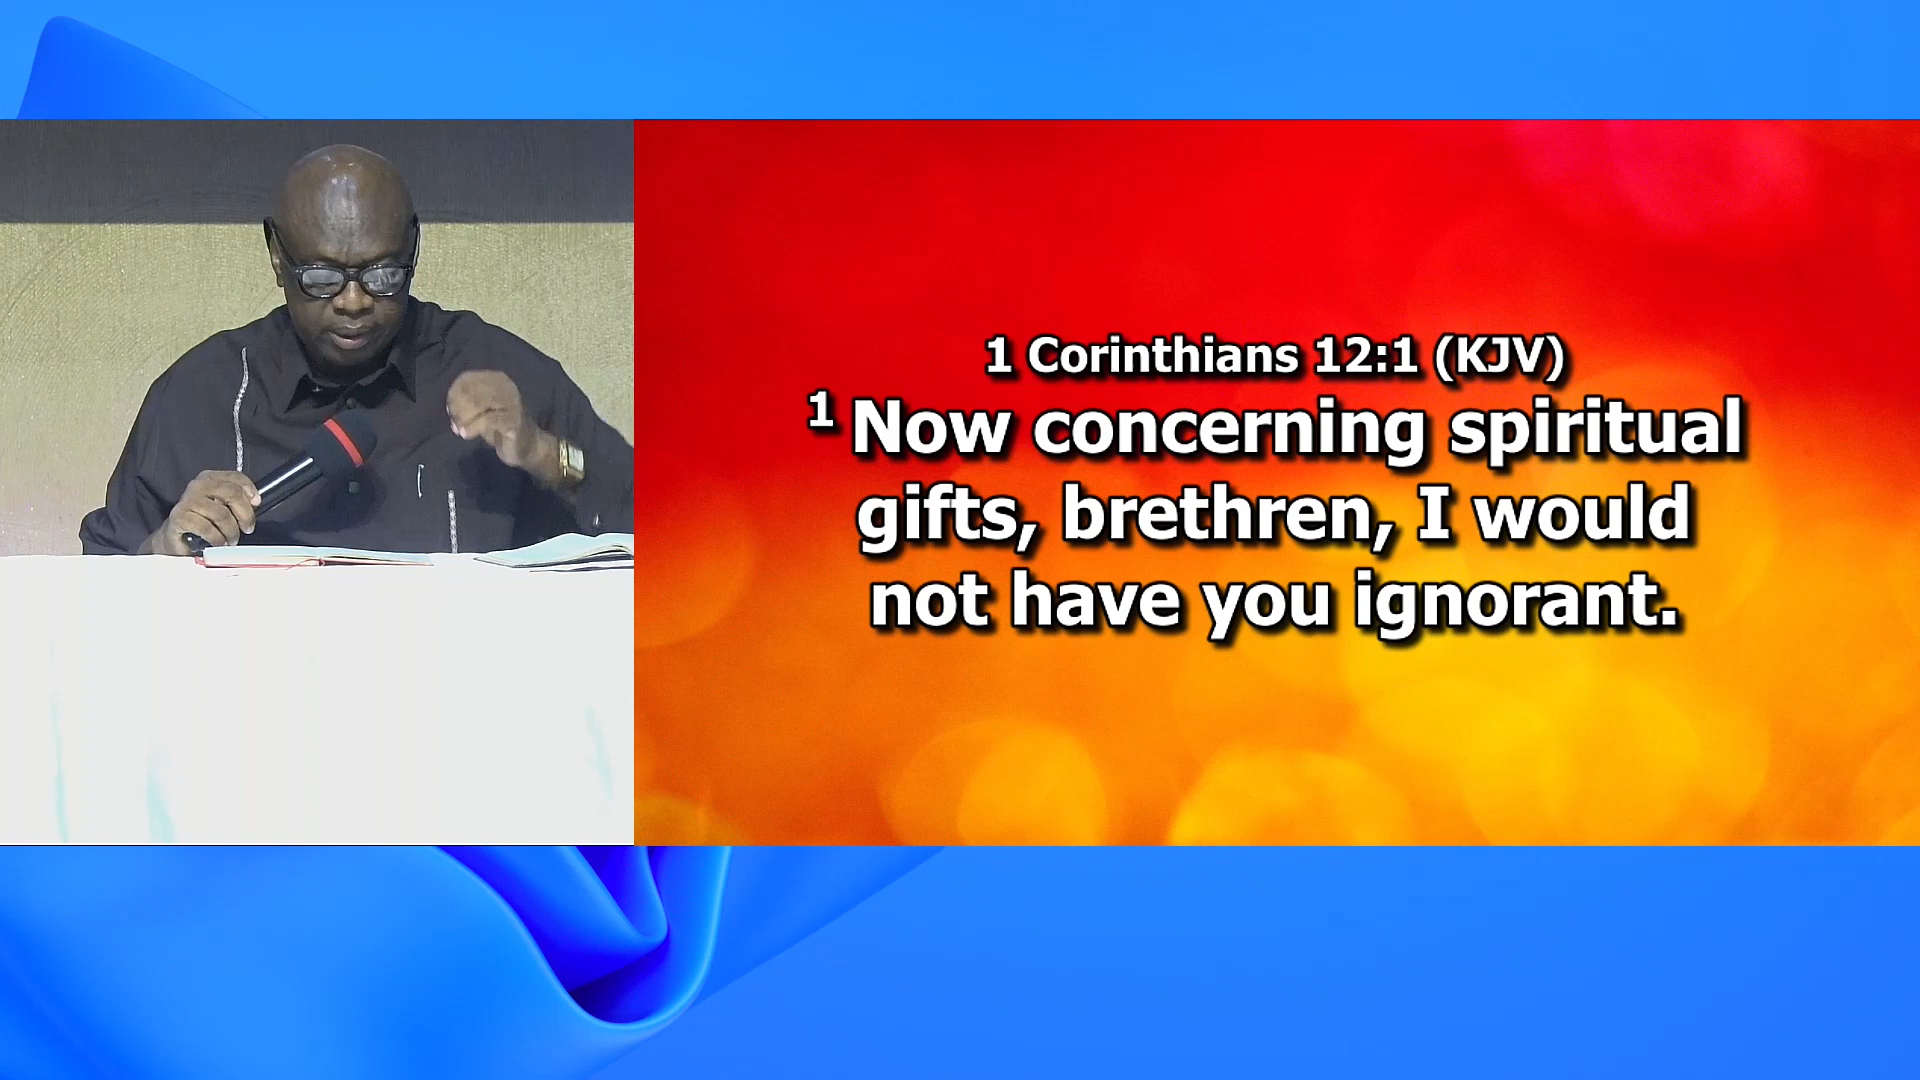 1 Corinthians 12:1 (KJV)
1 Now concerning spiritual
gifts, brethren, I would
not have you ignorant.